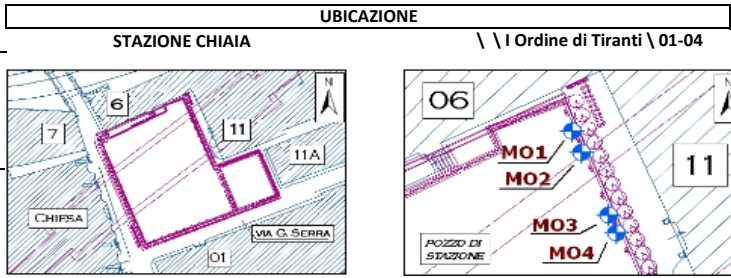 UBICAZIONE
STAZIONE CHIAIA
\ \ I Ordine di Tiranti \ 01-04
N
6
7
11
11A
CHIESA
VIA G. SERRA
01
N
06
11
MO1
MO2
MO3
MO4
POZZO DI
STAZIONE